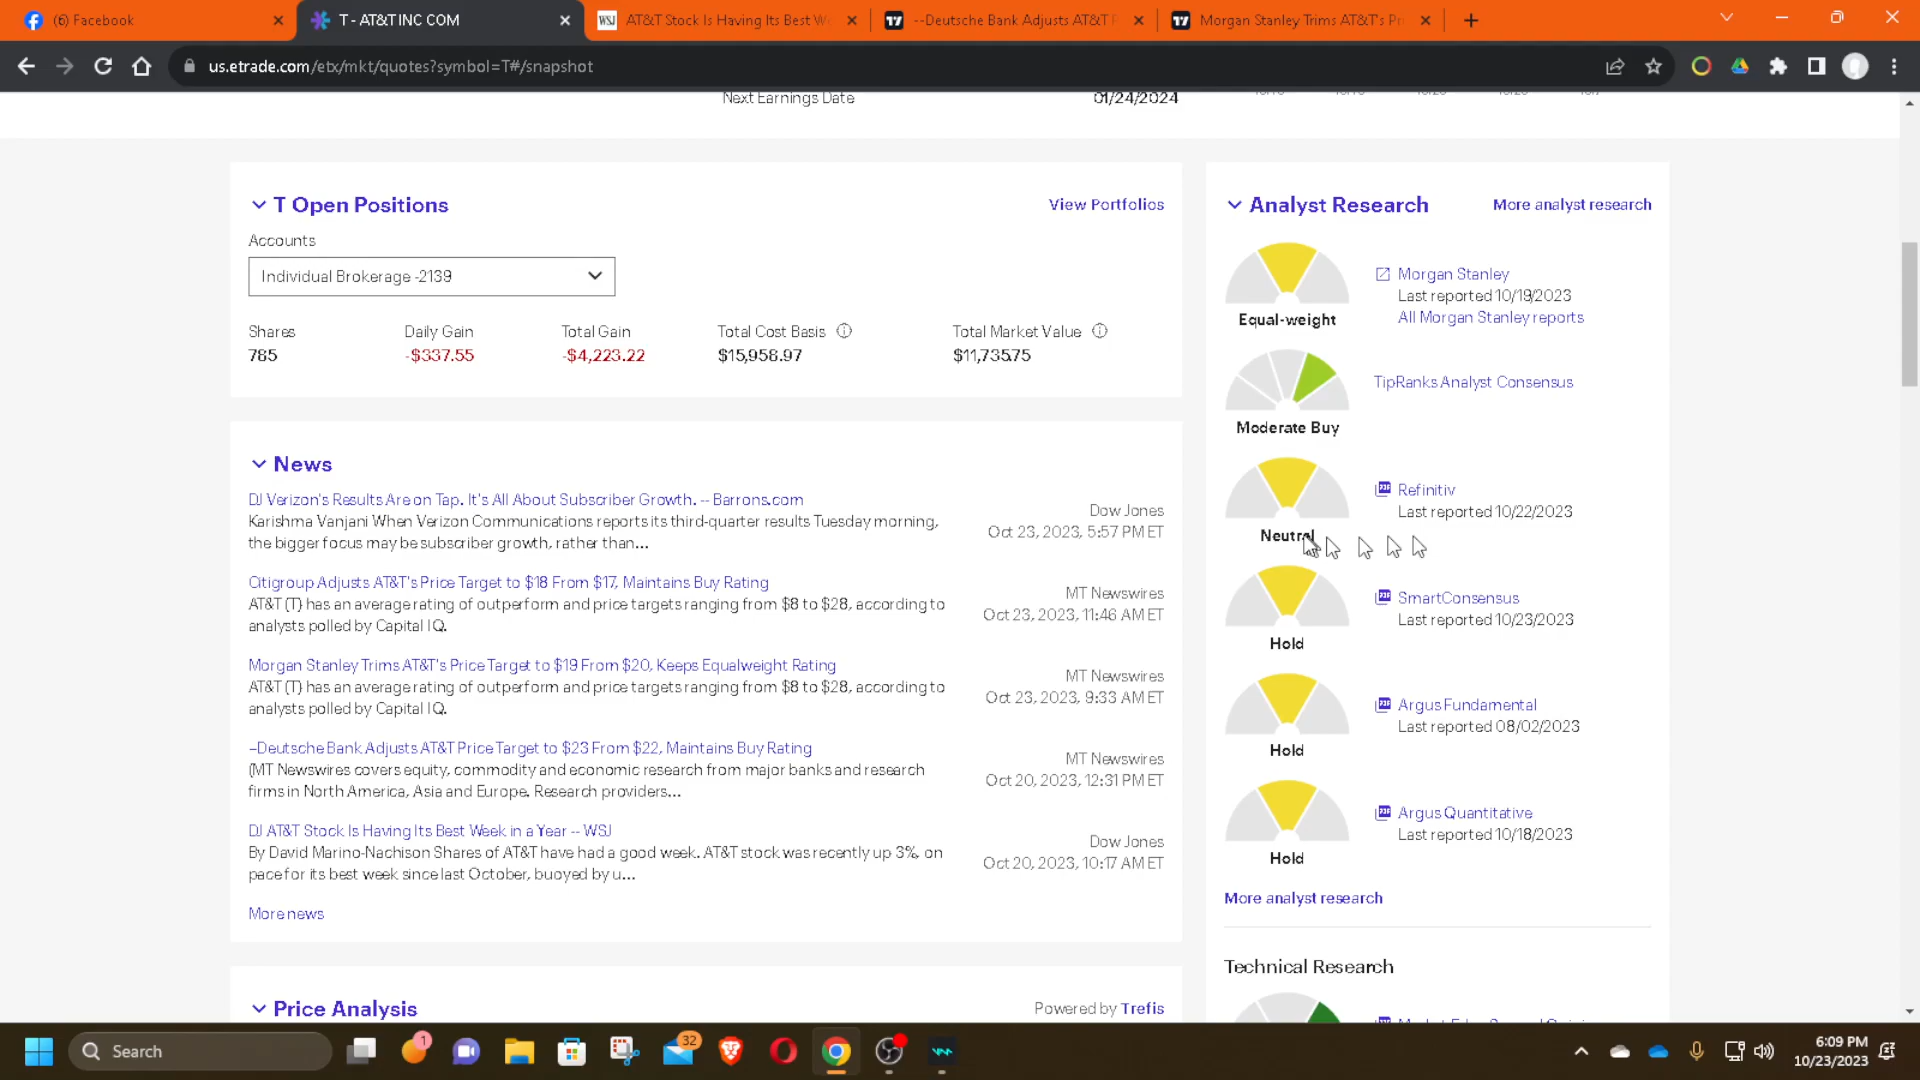 (6) Facebook
T - AT&T INC COM
WSJ AT&T Stock Is Having Its Best W
--Deutsche Bank Adjusts AT&T
Morgan Stanley Trims AT&T's Pr
us.etrade.com/etx/mkt/quotes?symbol=T#/snapshot
Next Earnings Date 01/24/2024
T Open Positions
View Portfolios
Accounts
Individual Brokerage -2139
Shares Daily Gain Total Gain Total Cost Basis Total Market Value
785 -$337.55 -$4,223.22 $15,958.97 $11,735.75
News
DJ Verizon's Results Are on Tap. It's All About Subscriber Growth. -- Barrons.com
Karishma Vanjani When Verizon Communications reports its third-quarter results Tuesday morning,
the bigger focus may be subscriber growth, rather than...
Dow Jones
Oct 23, 2023, 5:57 PM ET
Citigroup Adjusts AT&T's Price Target to $18 From $17, Maintains Buy Rating
AT&T (T) has an average rating of outperform and price targets ranging from $8 to $28, according to
analysts polled by Capital IQ.
MT Newswires
Oct 23, 2023, 11:46 AM ET
Morgan Stanley Trims AT&T's Price Target to $19 From $20, Keeps Equalweight Rating
AT&T (T) has an average rating of outperform and price targets ranging from $8 to $28, according to
analysts polled by Capital IQ.
MT Newswires
Oct 23, 2023, 9:33 AM ET
--Deutsche Bank Adjusts AT&T Price Target to $23 From $22, Maintains Buy Rating
(MT Newswires covers equity, commodity and economic research from major banks and research
firms in North America, Asia and Europe. Research providers...
MT Newswires
Oct 20, 2023, 12:31 PM ET
DJ AT&T Stock Is Having Its Best Week in a Year -- WSJ
By David Marino-Nachison Shares of AT&T have had a good week. AT&T stock was recently up 3%, on
pace for its best week since last October, buoyed by u...
Dow Jones
Oct 20, 2023, 10:17 AM ET
More news
Price Analysis
Powered by Trefis
Analyst Research
More analyst research
Equal-weight
Morgan Stanley
Last reported 10/19/2023
All Morgan Stanley reports
Moderate Buy
TipRanks Analyst Consensus
Neutral
Refinitiv
Last reported 10/22/2023
Hold
SmartConsensus
Last reported 10/23/2023
Hold
Argus Fundamental
Last reported 08/02/2023
Hold
Argus Quantitative
Last reported 10/18/2023
More analyst research
Technical Research
Search
1
32
6:09 PM
10/23/2023